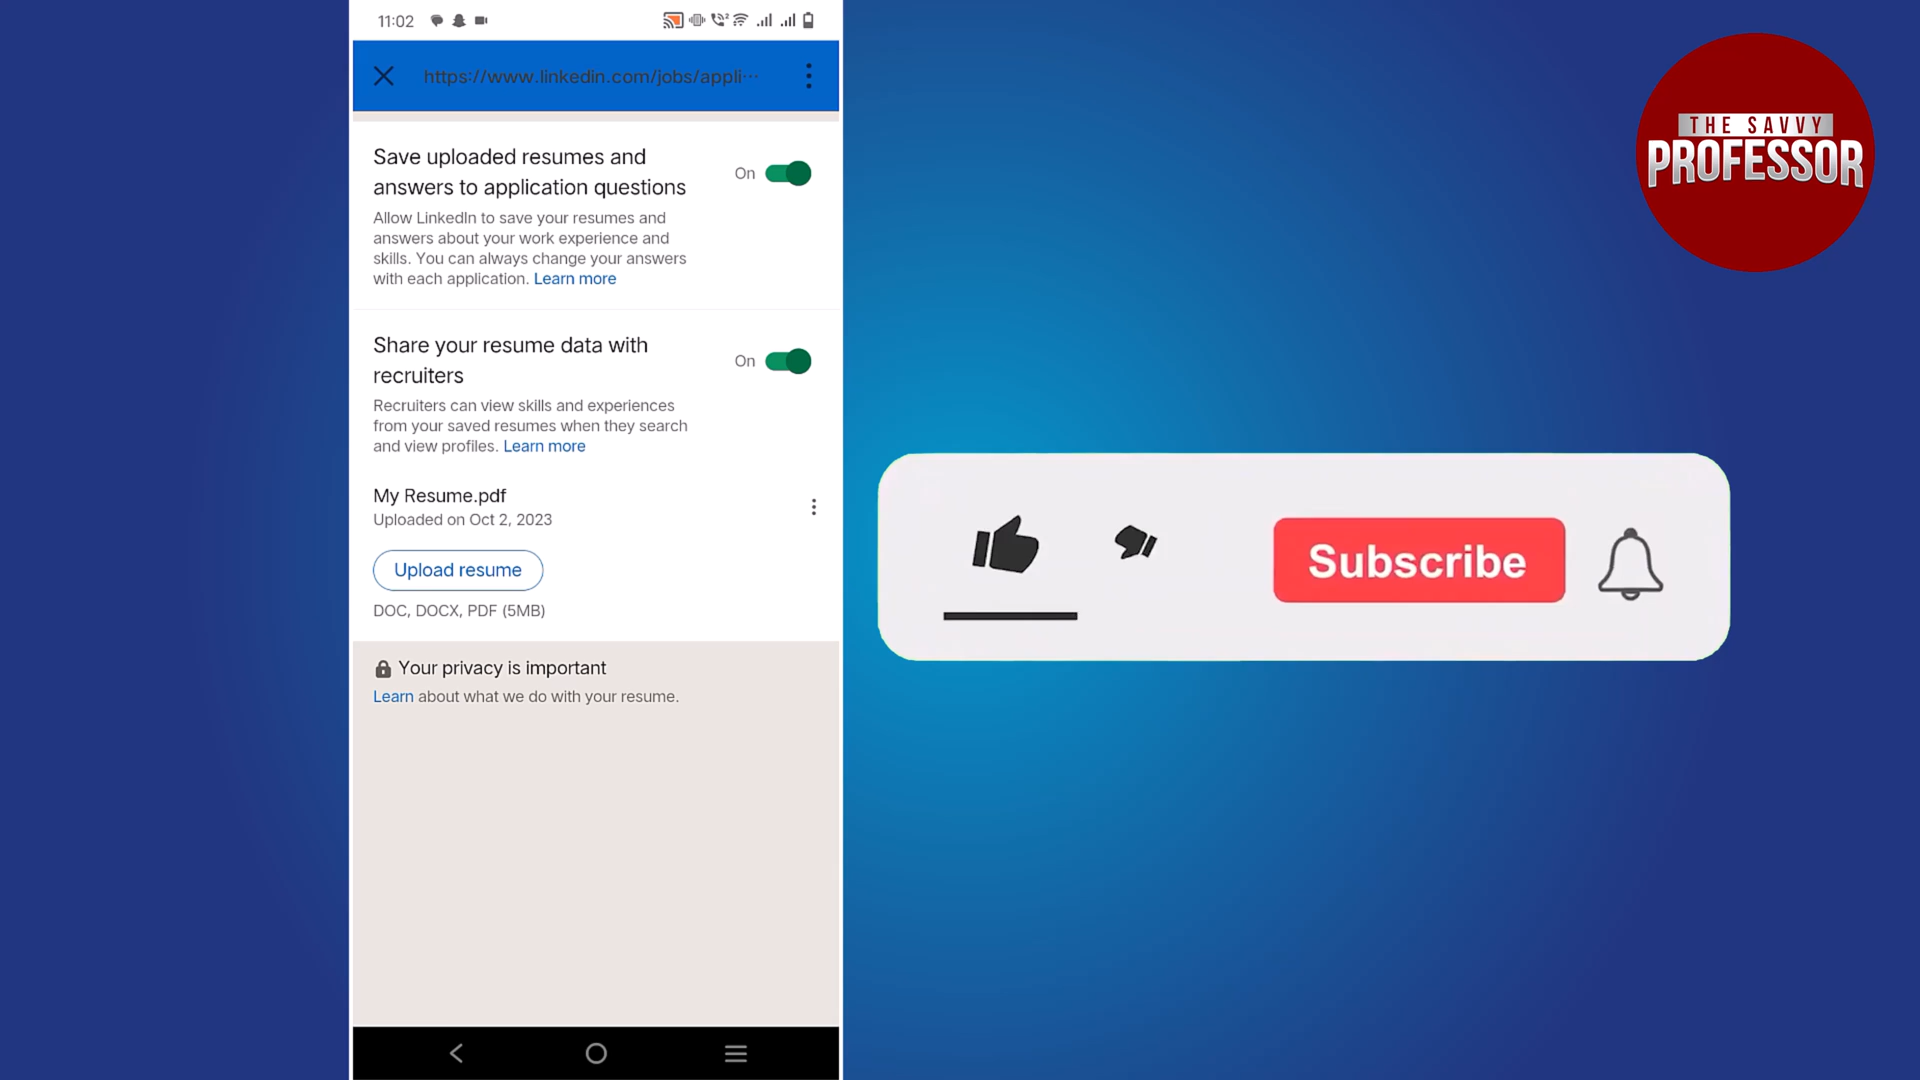 11:02
https://www.linkedin.com/jobs/appli...
Save uploaded resumes and
answers to application questions
On
Allow LinkedIn to save your resumes and
answers about your work experience and
skills. You can always change your answers
with each application. Learn more
Share your resume data with
recruiters
On
Recruiters can view skills and experiences
from your saved resumes when they search
and view profiles. Learn more
My Resume.pdf
Uploaded on Oct 2, 2023
Upload resume
DOC, DOCX, PDF (5MB)
Your privacy is important
Learn about what we do with your resume.
THE SAVVY
PROFESSOR
Subscribe